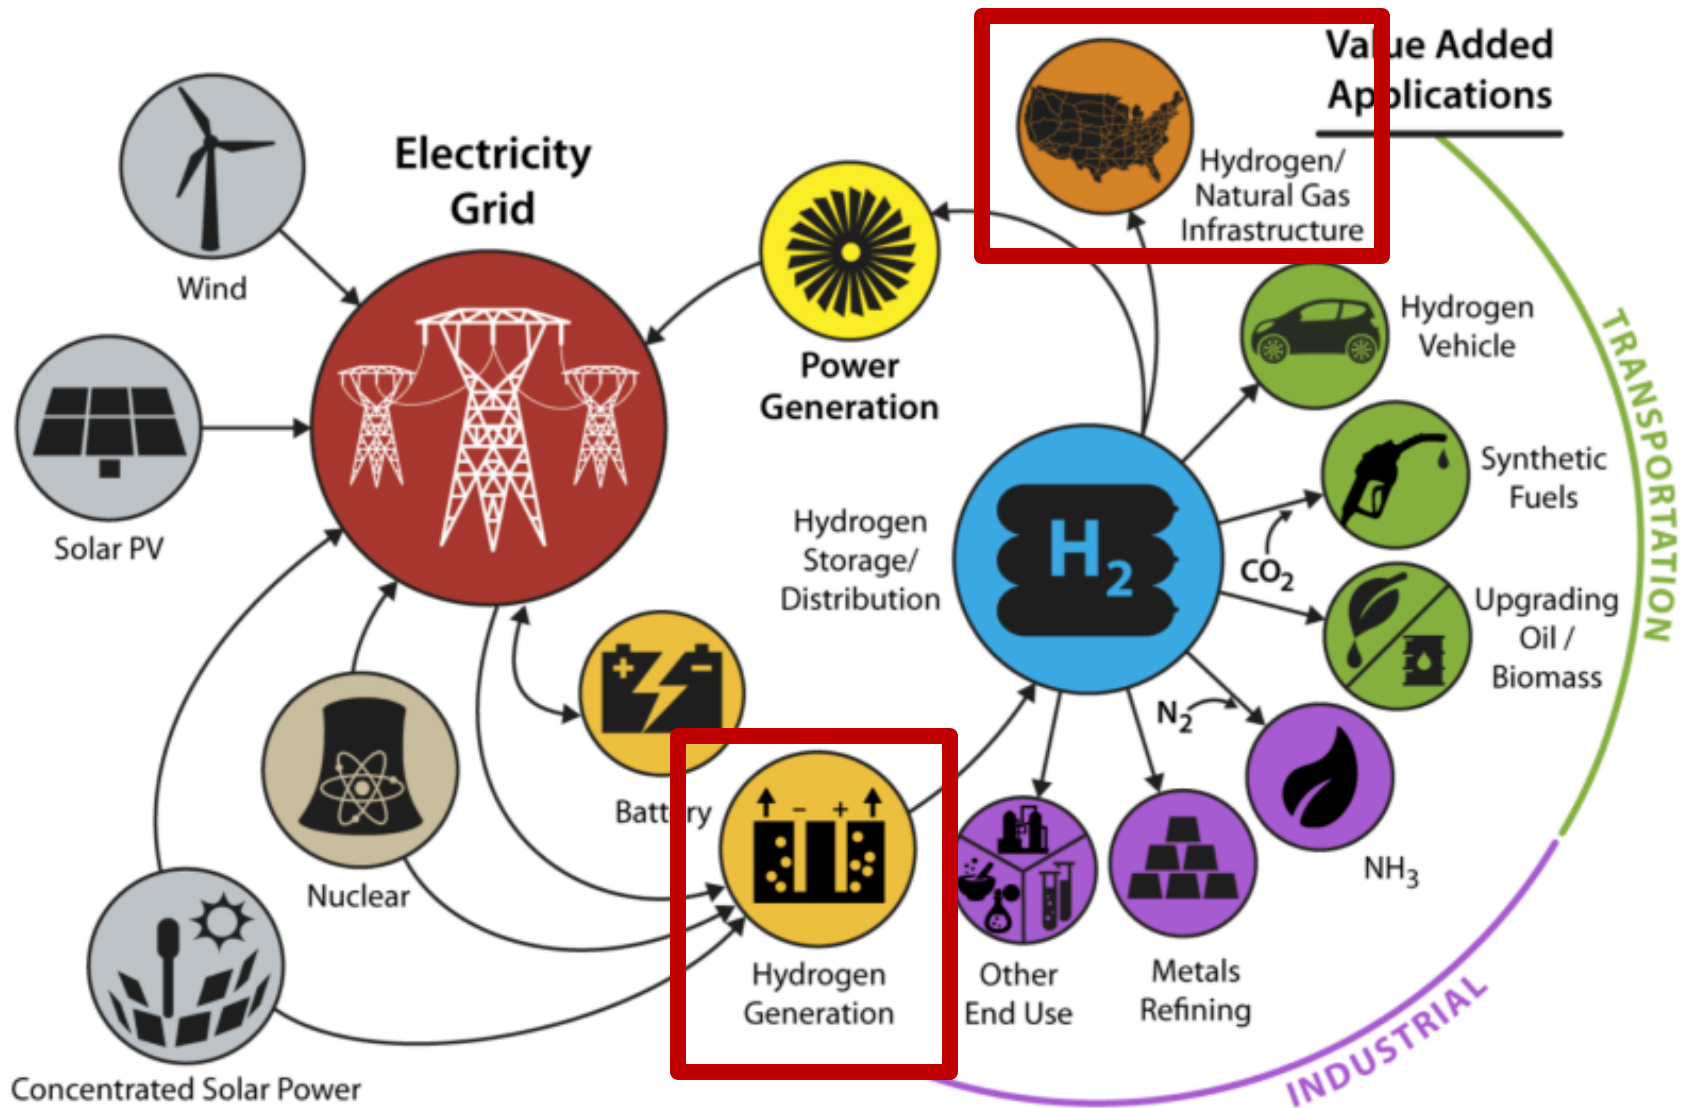 Value Added
Applications
Electricity
Grid
Wind
Hydrogen/
Natural Gas
Infrastructure
Power
Generation
Hydrogen
Vehicle
TRANSPORTATION
Synthetic
Fuels
Solar PV
Hydrogen
Storage/
Distribution
H2
CO2
Upgrading
Oil /
Biomass
N2
+ -
Battery
- +
NH3
Nuclear
Hydrogen
Generation
Other
End Use
Metals
Refining
INDUSTRIAL
Concentrated Solar Power